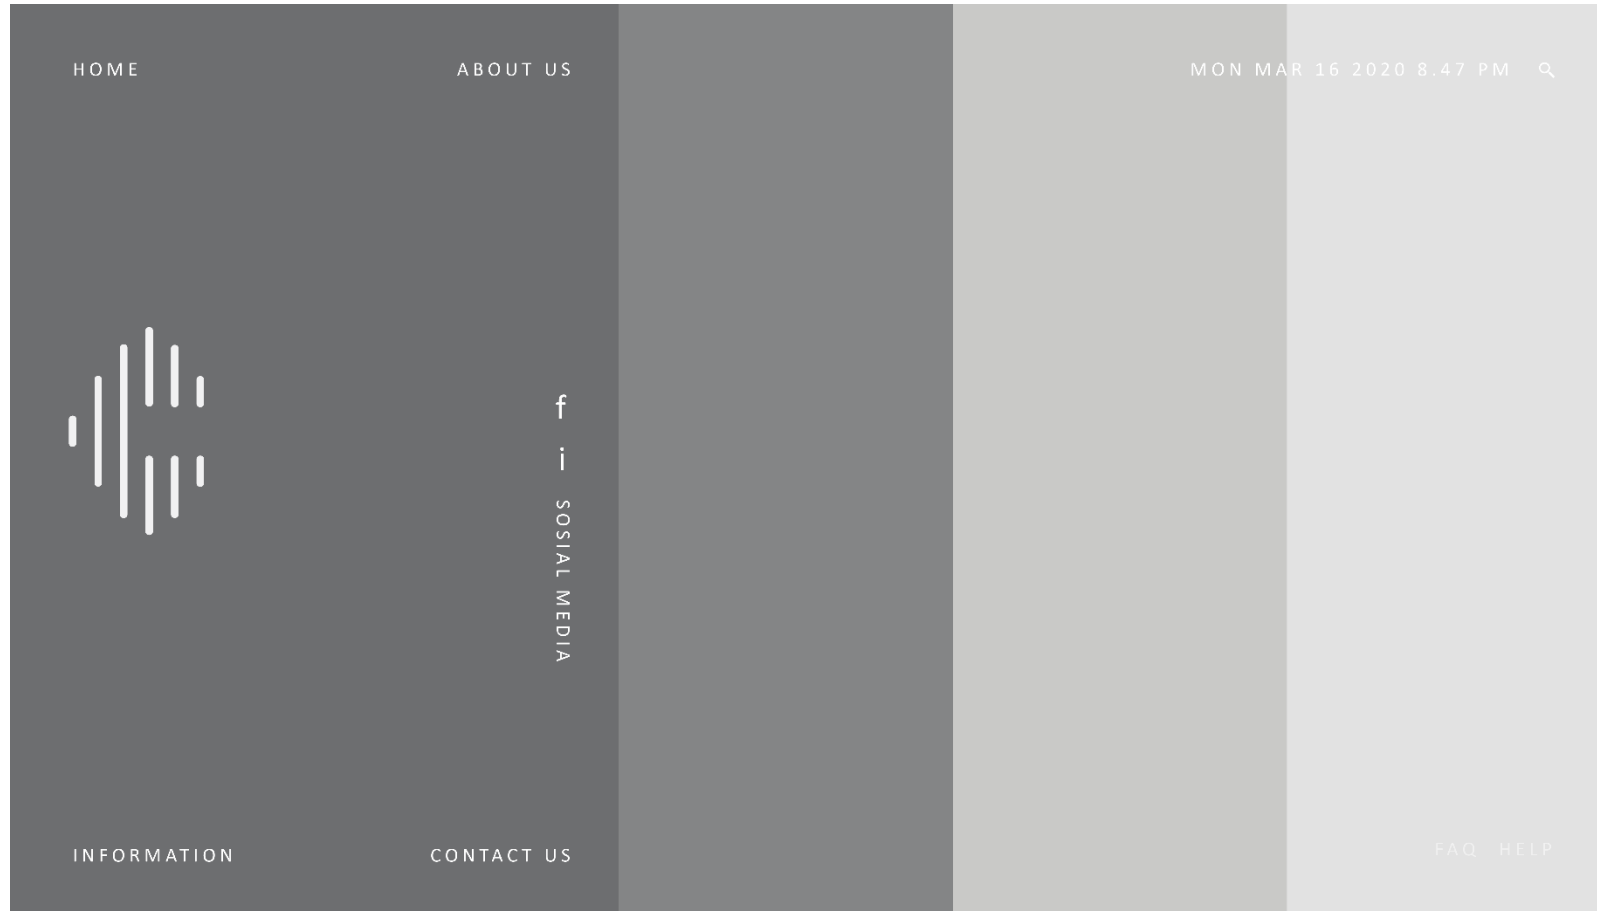 HOME
ABOUT US
MON MAR 16 2020 8.47 PM
f
i
SOSIAL MEDIA
INFORMATION
CONTACT US
FAQ HELP